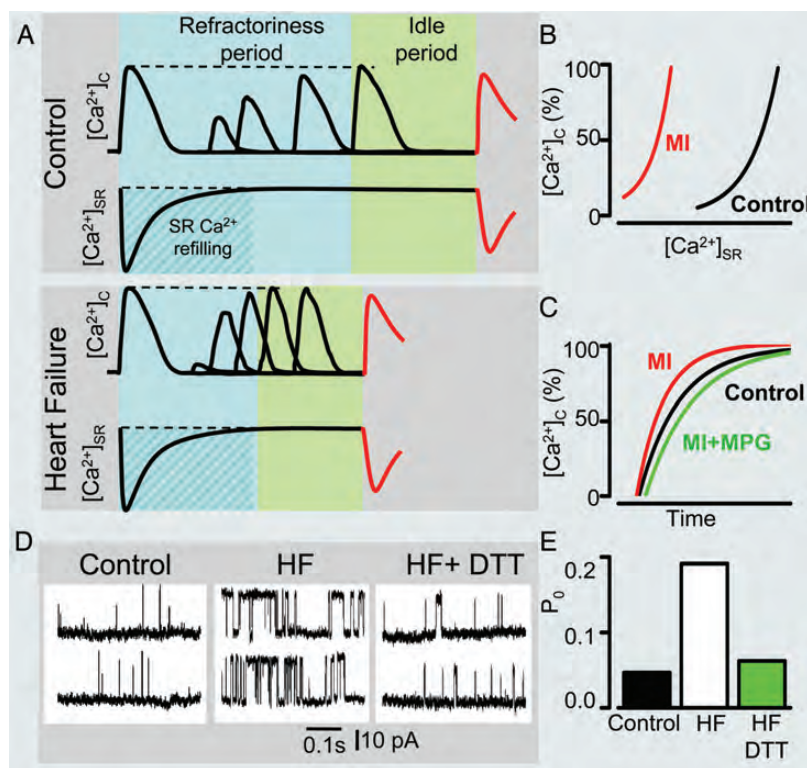 A
Refractoriness
period
Idle
period
Control
[Ca²⁺]C
[Ca²⁺]SR
SR Ca²⁺
refilling
Heart Failure
[Ca²⁺]C
[Ca²⁺]SR
B
[Ca²⁺]C (%)
100
50
0
MI
Control
[Ca²⁺]SR
C
[Ca²⁺]C (%)
100
50
0
MI
Control
MI+MPG
Time
D
Control
HF
HF+ DTT
0.1s
10 pA
E
P0
0.2
0.1
0.0
Control
HF
HF
DTT